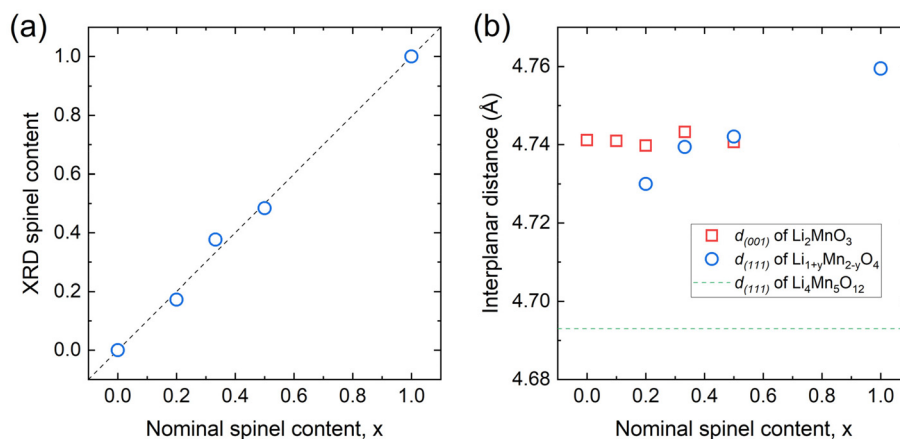 (a)
1.0
0.8
0.6
0.4
0.2
0.0
XRD spinel content
0.0 0.2 0.4 0.6 0.8 1.0
Nominal spinel content, x
(b)
4.76
4.74
4.72
4.70
4.68
Interplanar distance (Å)
d(001) of Li2MnO3
d(111) of Li1+yMn2-yO4
d(111) of Li4Mn5O12
0.0 0.2 0.4 0.6 0.8 1.0
Nominal spinel content, x